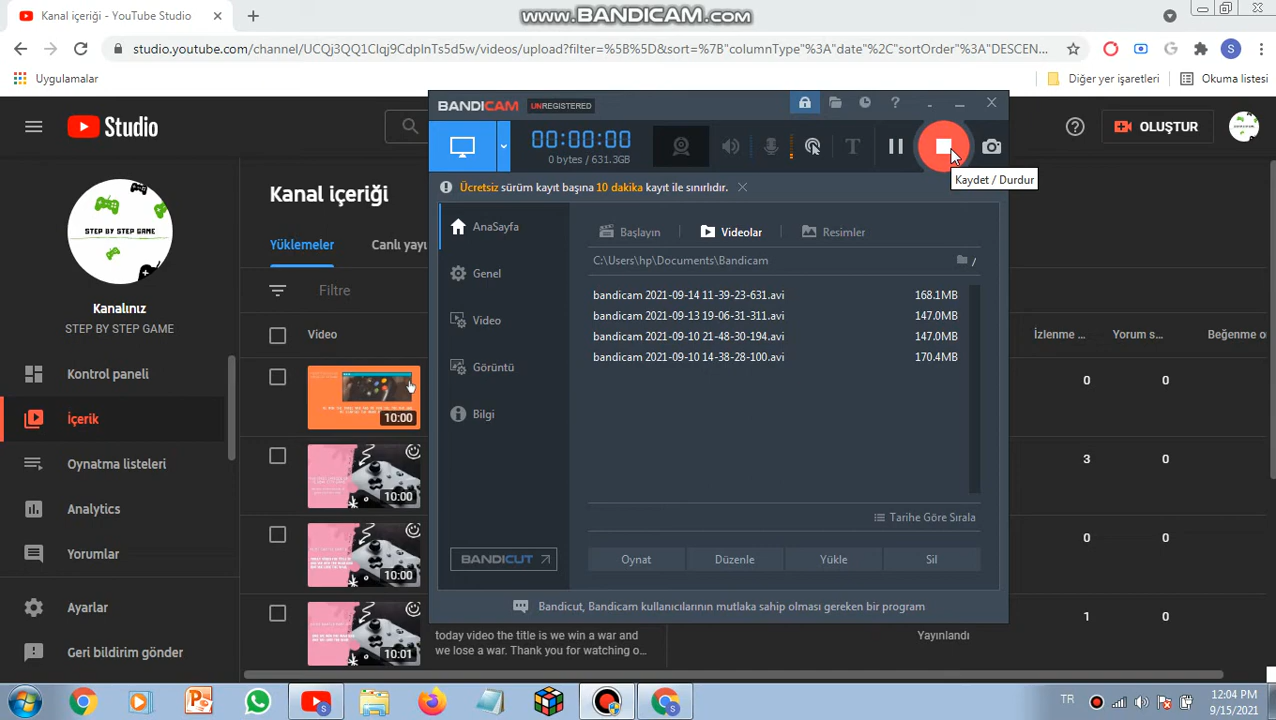 www.BANDICAM.com
Kanal içeriği - YouTube Studio
studio.youtube.com/channel/UCQj3QQ1Clqj9CdpInTs5d5w/videos/upload?filter=%5B%5D&sort=%7B"columnType"%3A"date"%2C"sortOrder"%3A"DESCEN...
S
Uygulamalar
Diğer yer işaretleri
Okuma listesi
BANDICAM
UNREGISTERED
Studio
00:00:00
0 bytes / 631.3GB
OLUŞTUR
Kaydet / Durdur
Ücretsiz sürüm kayıt başına 10 dakika kayıt ile sınırlıdır.
Kanal içeriği
STEP BY STEP GAME
Yüklemeler
Canlı yayı
AnaSayfa
Başlayın
Videolar
Resimler
C:\Users\hp\Documents\Bandicam
/
Genel
Video
Görüntü
Bilgi
bandicam 2021-09-14 11-39-23-631.avi 168.1MB
bandicam 2021-09-13 19-06-31-311.avi 147.0MB
bandicam 2021-09-10 21-48-30-194.avi 147.0MB
bandicam 2021-09-10 14-38-28-100.avi 170.4MB
Filtre
Kanalınız
STEP BY STEP GAME
Video
İzlenme ...
Yorum s...
Beğenme o
Kontrol paneli
İçerik
Oynatma listeleri
Analytics
Yorumlar
Ayarlar
Geri bildirim gönder
10:00
0 0
10:00
3 0
10:00
0 0
10:01
1 0
Tarihe Göre Sırala
BANDICUT
Oynat
Düzenle
Yükle
Sil
Bandicut, Bandicam kullanıcılarının mutlaka sahip olması gereken bir program
today video the title is we win a war and
we lose a war. Thank you for watching o...
Yayınlandı
TR
12:04 PM
9/15/2021